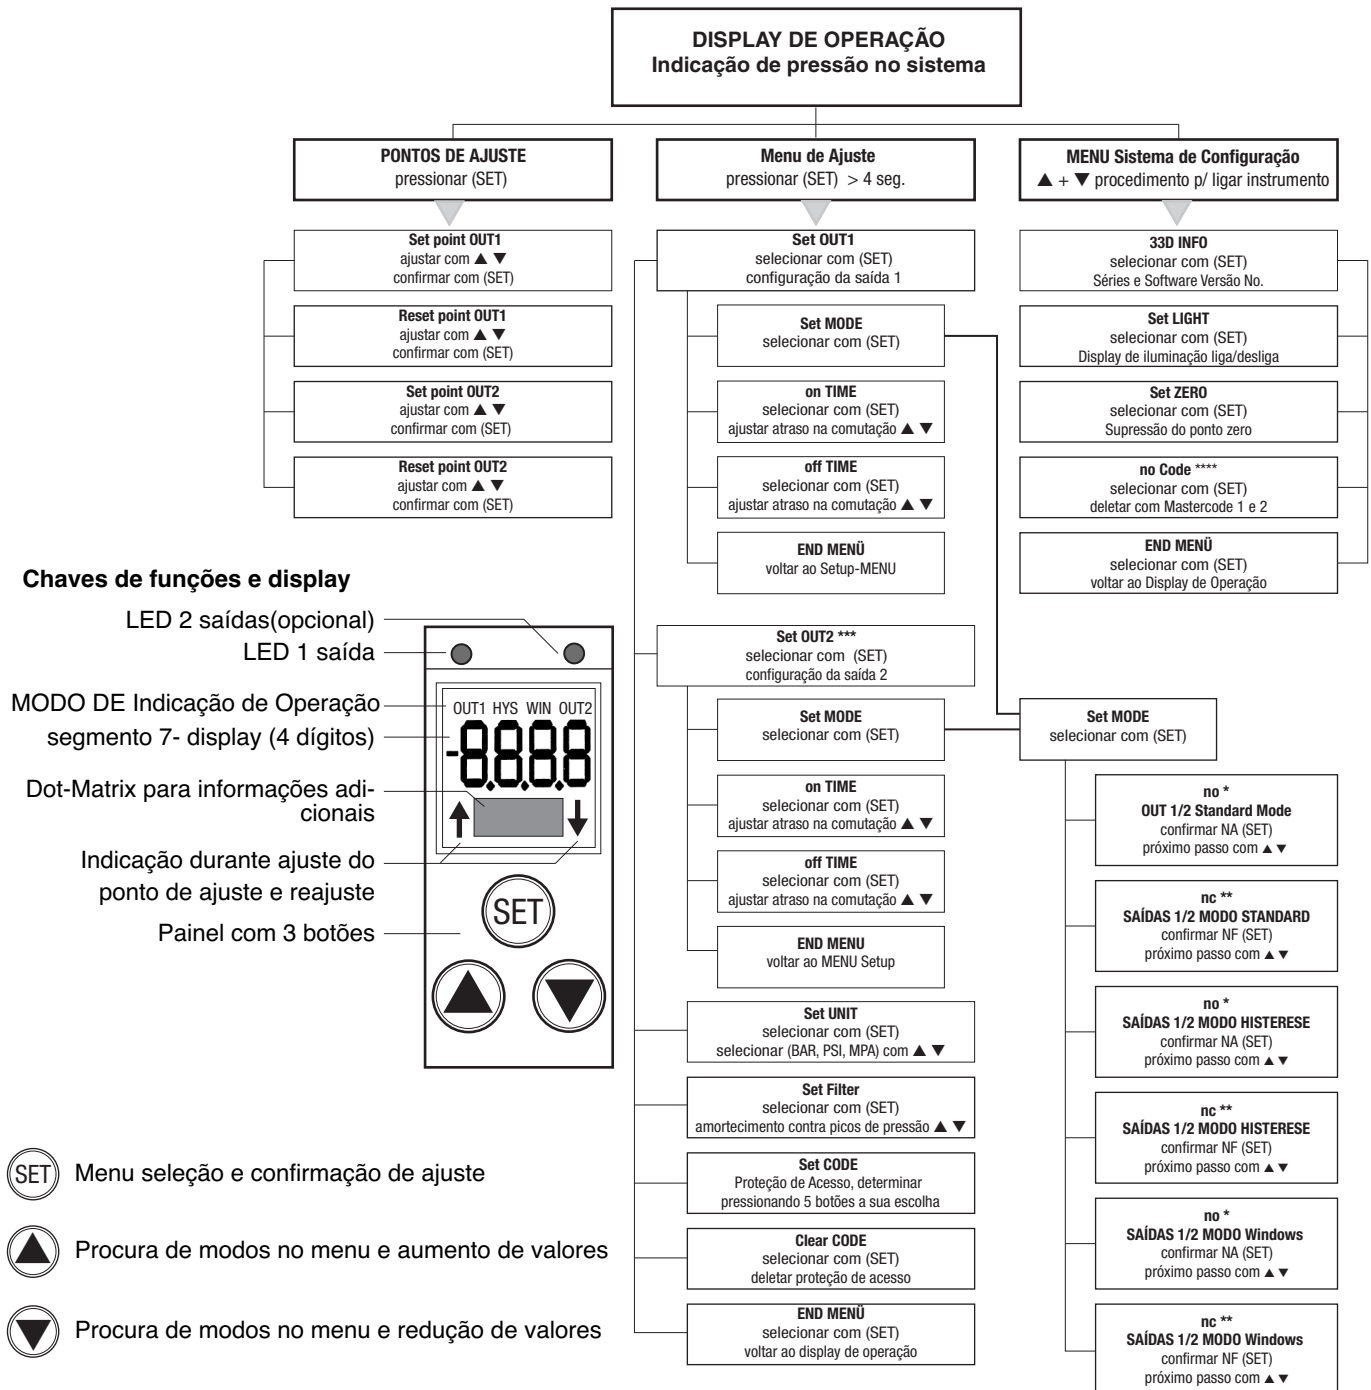 DISPLAY DE OPERAÇÃO
Indicação de pressão no sistema
PONTOS DE AJUSTE
pressionar (SET)
Set point OUT1
ajustar com ▲ ▼
confirmar com (SET)
Reset point OUT1
ajustar com ▲ ▼
confirmar com (SET)
Set point OUT2
ajustar com ▲ ▼
confirmar com (SET)
Reset point OUT2
ajustar com ▲ ▼
confirmar com (SET)
Menu de Ajuste
pressionar (SET) > 4 seg.
Set OUT1
selecionar com (SET)
configuração da saída 1
Set MODE
selecionar com (SET)
on TIME
selecionar com (SET)
ajustar atraso na comutação ▲ ▼
off TIME
selecionar com (SET)
ajustar atraso na comutação ▲ ▼
END MENÜ
voltar ao Setup-MENU
Set OUT2 ***
selecionar com (SET)
configuração da saída 2
Set MODE
selecionar com (SET)
on TIME
selecionar com (SET)
ajustar atraso na comutação ▲ ▼
off TIME
selecionar com (SET)
ajustar atraso na comutação ▲ ▼
END MENU
voltar ao MENU Setup
Set UNIT
selecionar com (SET)
selecionar (BAR, PSI, MPA) com ▲ ▼
Set Filter
selecionar com (SET)
amortecimento contra picos de pressão ▲ ▼
Set CODE
Proteção de Acesso, determinar
pressionando 5 botões a sua escolha
Clear CODE
selecionar com (SET)
deletar proteção de acesso
END MENÜ
selecionar com (SET)
voltar ao display de operação
MENU Sistema de Configuração
▲ + ▼ procedimento p/ ligar instrumento
33D INFO
selecionar com (SET)
Séries e Software Versão No.
Set LIGHT
selecionar com (SET)
Display de iluminação liga/desliga
Set ZERO
selecionar com (SET)
Supressão do ponto zero
no Code ****
selecionar com (SET)
deletar com Mastercode 1 e 2
END MENÜ
selecionar com (SET)
voltar ao Display de Operação
Set MODE
selecionar com (SET)
no *
OUT 1/2 Standard Mode
confirmar NA (SET)
próximo passo com ▲ ▼
nc **
SAÍDAS 1/2 MODO STANDARD
confirmar NF (SET)
próximo passo com ▲ ▼
no *
SAÍDAS 1/2 MODO HISTERESE
confirmar NA (SET)
próximo passo com ▲ ▼
nc **
SAÍDAS 1/2 MODO HISTERESE
confirmar NF (SET)
próximo passo com ▲ ▼
no *
SAÍDAS 1/2 MODO Windows
confirmar NA (SET)
próximo passo com ▲ ▼
nc **
SAÍDAS 1/2 MODO Windows
confirmar NF (SET)
próximo passo com ▲ ▼
Chaves de funções e display
LED 2 saídas(opcional)
LED 1 saída
MODO DE Indicação de Operação
segmento 7- display (4 dígitos)
Dot-Matrix para informações adi-
cionais
Indicação durante ajuste do
ponto de ajuste e reajuste
Painel com 3 botões
OUT1 HYS WIN OUT2
-8.8.8.8
SET
SET Menu seleção e confirmação de ajuste
Procura de modos no menu e aumento de valores
Procura de modos no menu e redução de valores